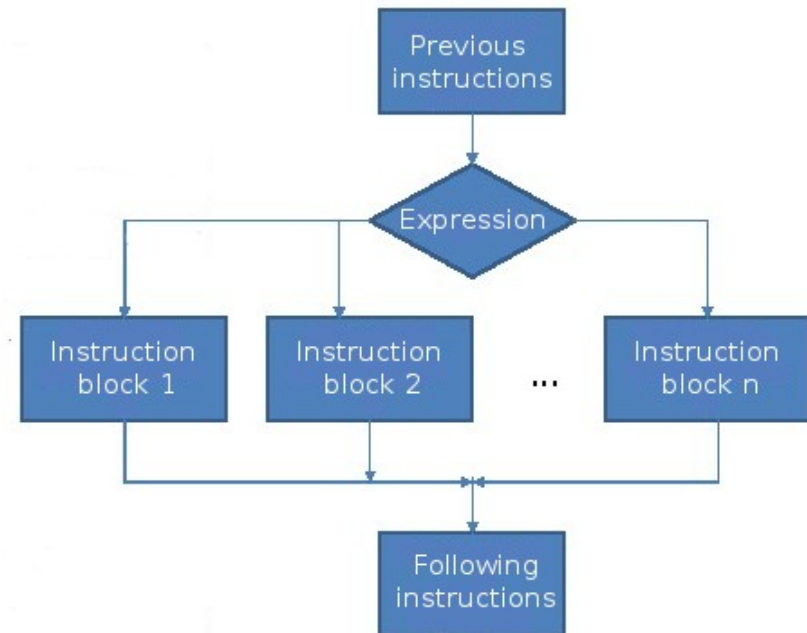 Previous
instructions
Expression
Instruction
block 1
Instruction
block 2
...
Instruction
block n
Following
instructions